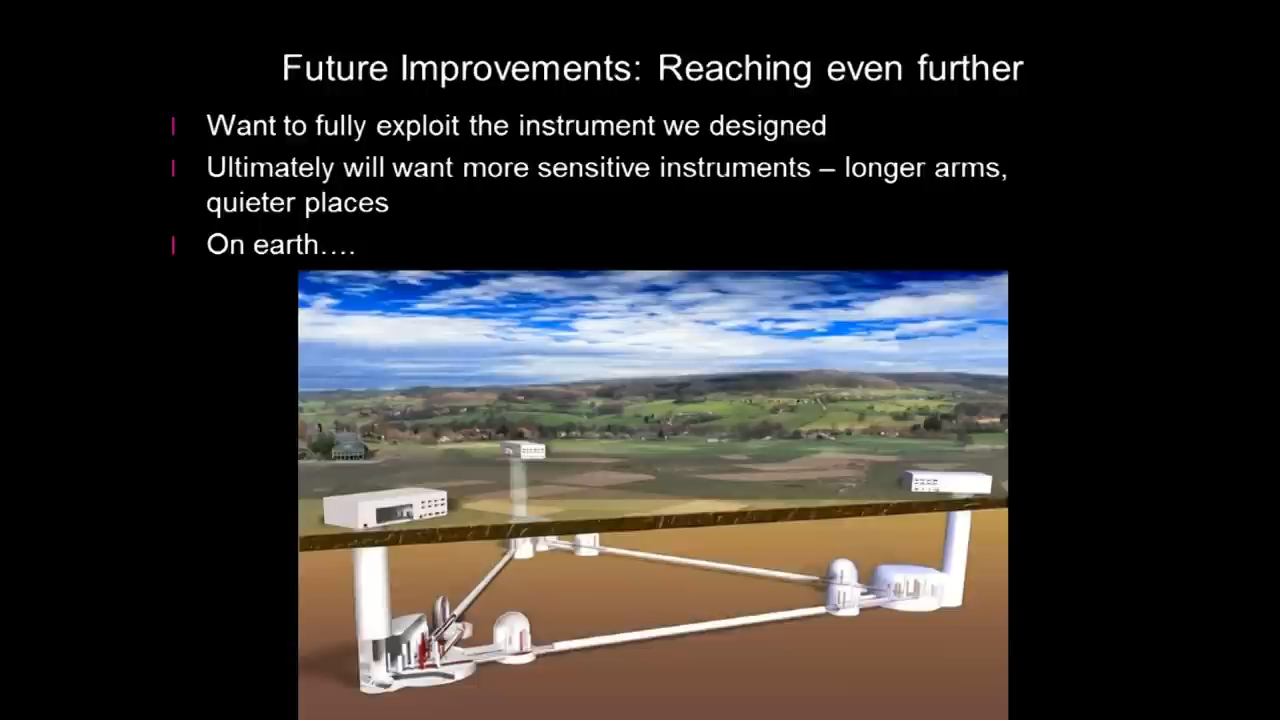 Future Improvements: Reaching even further
Want to fully exploit the instrument we designed
Ultimately will want more sensitive instruments – longer arms,
quieter places
On earth….